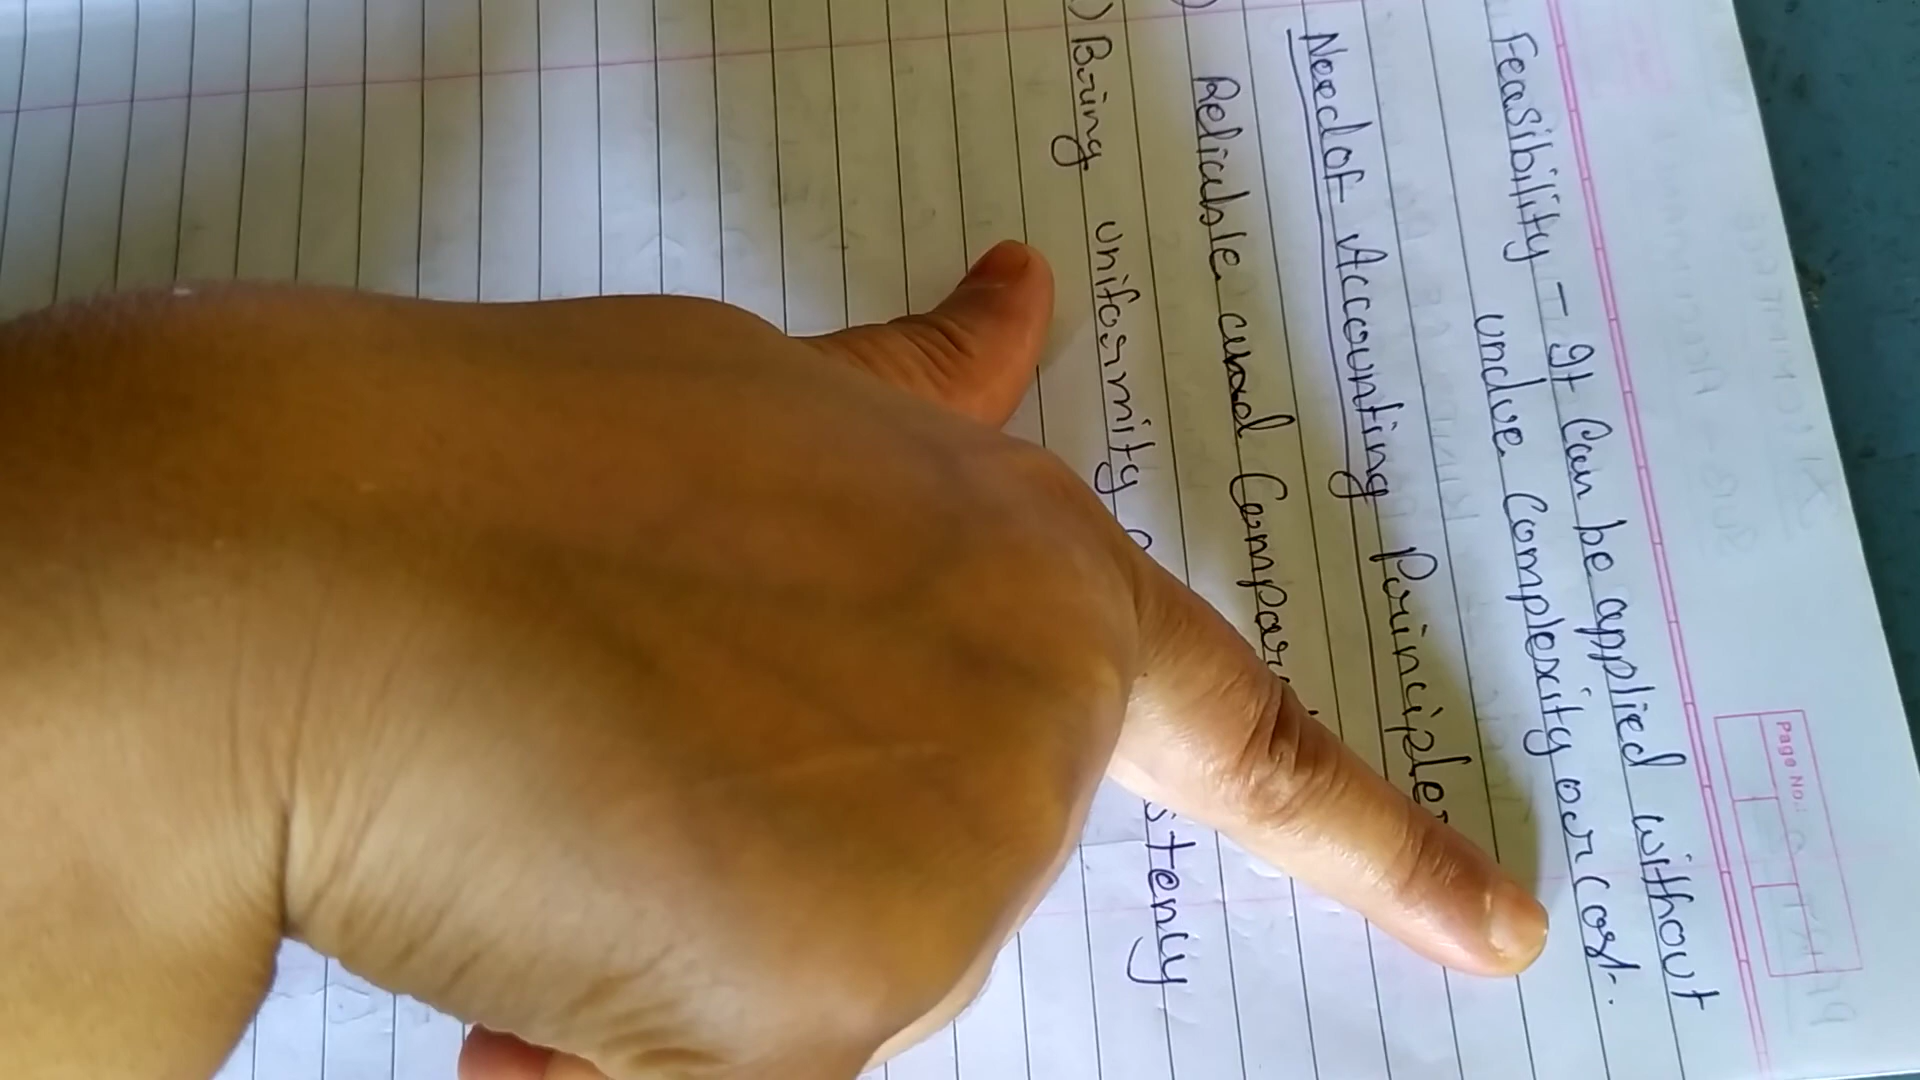 Page No.
Feasibility - It Can be applied without
undue Complexity or Cost.
Need of Accounting Principles
) Reliable and Compar
) Bring uniformity